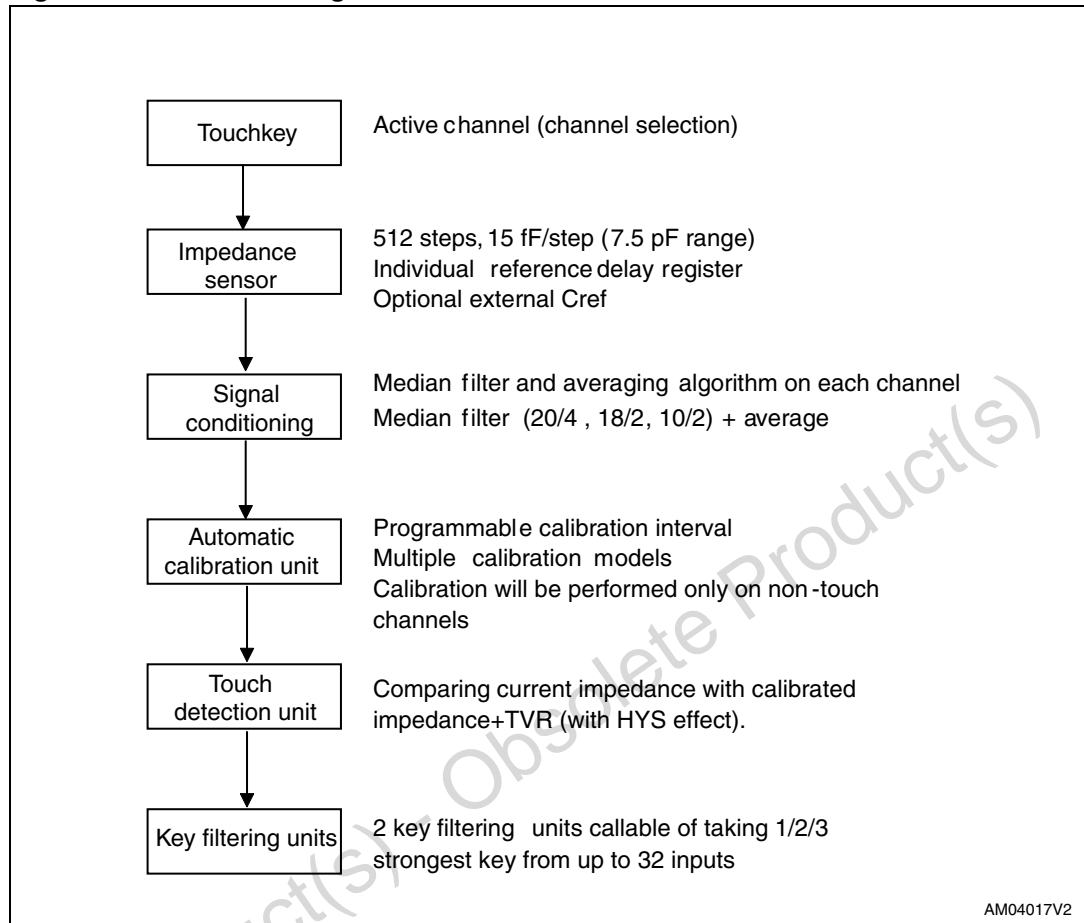 Touchkey
Active channel (channel selection)
Impedance
sensor
512 steps, 15 fF/step (7.5 pF range)
Individual reference delay register
Optional external Cref
Signal
conditioning
Median filter and averaging algorithm on each channel
Median filter (20/4 , 18/2, 10/2) + average
Automatic
calibration unit
Programmable calibration interval
Multiple calibration models
Calibration will be performed only on non-touch
channels
Touch
detection unit
Comparing current impedance with calibrated
impedance+TVR (with HYS effect).
Key filtering units
2 key filtering units callable of taking 1/2/3
strongest key from up to 32 inputs
AM04017V2
Obsolete Product(s)